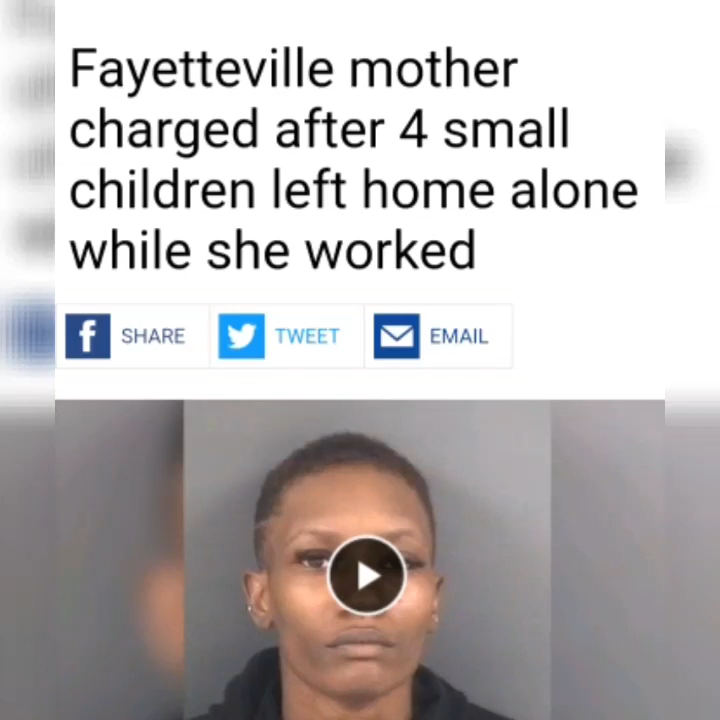 Fayetteville mother
charged after 4 small
children left home alone
while she worked
f SHARE TWEET EMAIL